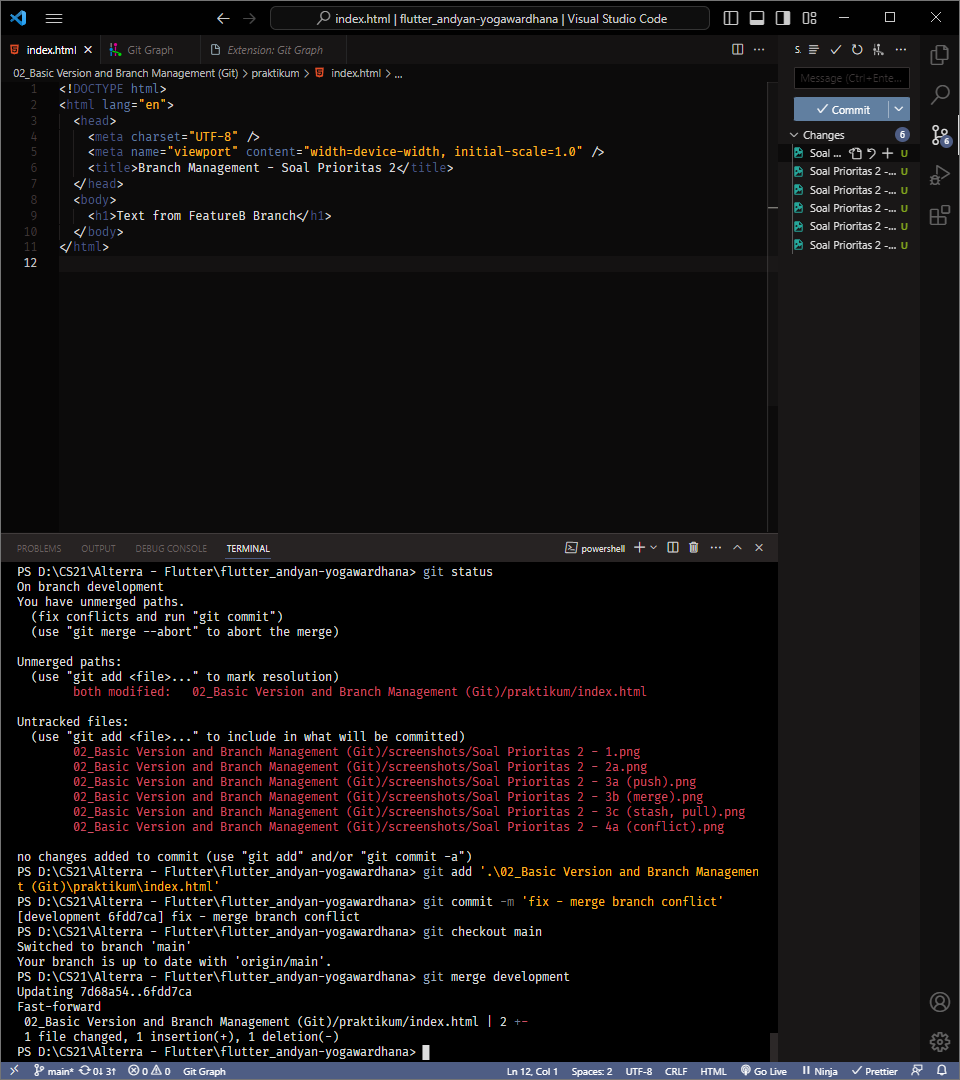 index.html | flutter_andyan-yogawardhana | Visual Studio Code
index.html
Git Graph
Extension: Git Graph
02_Basic Version and Branch Management (Git) > praktikum > index.html > ...
1 <!DOCTYPE html>
2 <html lang="en">
3 <head>
4 <meta charset="UTF-8" />
5 <meta name="viewport" content="width=device-width, initial-scale=1.0" />
6 <title>Branch Management - Soal Prioritas 2</title>
7 </head>
8 <body>
9 <h1>Text from FeatureB Branch</h1>
10 </body>
11 </html>
12
S.
Message (Ctrl+Ente...
Commit
Changes 6
Soal ... U
Soal Prioritas 2 -... U
Soal Prioritas 2 -... U
Soal Prioritas 2 -... U
Soal Prioritas 2 -... U
Soal Prioritas 2 -... U
6
PROBLEMS OUTPUT DEBUG CONSOLE TERMINAL
powershell
PS D:\CS21\Alterra - Flutter\flutter_andyan-yogawardhana> git status
On branch development
You have unmerged paths.
(fix conflicts and run "git commit")
(use "git merge --abort" to abort the merge)
Unmerged paths:
(use "git add <file>..." to mark resolution)
both modified: 02_Basic Version and Branch Management (Git)/praktikum/index.html
Untracked files:
(use "git add <file>..." to include in what will be committed)
02_Basic Version and Branch Management (Git)/screenshots/Soal Prioritas 2 - 1.png
02_Basic Version and Branch Management (Git)/screenshots/Soal Prioritas 2 - 2a.png
02_Basic Version and Branch Management (Git)/screenshots/Soal Prioritas 2 - 3a (push).png
02_Basic Version and Branch Management (Git)/screenshots/Soal Prioritas 2 - 3b (merge).png
02_Basic Version and Branch Management (Git)/screenshots/Soal Prioritas 2 - 3c (stash, pull).png
02_Basic Version and Branch Management (Git)/screenshots/Soal Prioritas 2 - 4a (conflict).png
no changes added to commit (use "git add" and/or "git commit -a")
PS D:\CS21\Alterra - Flutter\flutter_andyan-yogawardhana> git add '.\02_Basic Version and Branch Managemen
t (Git)\praktikum\index.html'
PS D:\CS21\Alterra - Flutter\flutter_andyan-yogawardhana> git commit -m 'fix - merge branch conflict'
[development 6fdd7ca] fix - merge branch conflict
PS D:\CS21\Alterra - Flutter\flutter_andyan-yogawardhana> git checkout main
Switched to branch 'main'
Your branch is up to date with 'origin/main'.
PS D:\CS21\Alterra - Flutter\flutter_andyan-yogawardhana> git merge development
Updating 7d68a54..6fdd7ca
Fast-forward
02_Basic Version and Branch Management (Git)/praktikum/index.html | 2 +-
1 file changed, 1 insertion(+), 1 deletion(-)
PS D:\CS21\Alterra - Flutter\flutter_andyan-yogawardhana>
main* 0↓ 3↑ 0 0 Git Graph Ln 12, Col 1 Spaces: 2 UTF-8 CRLF HTML Go Live Ninja Prettier